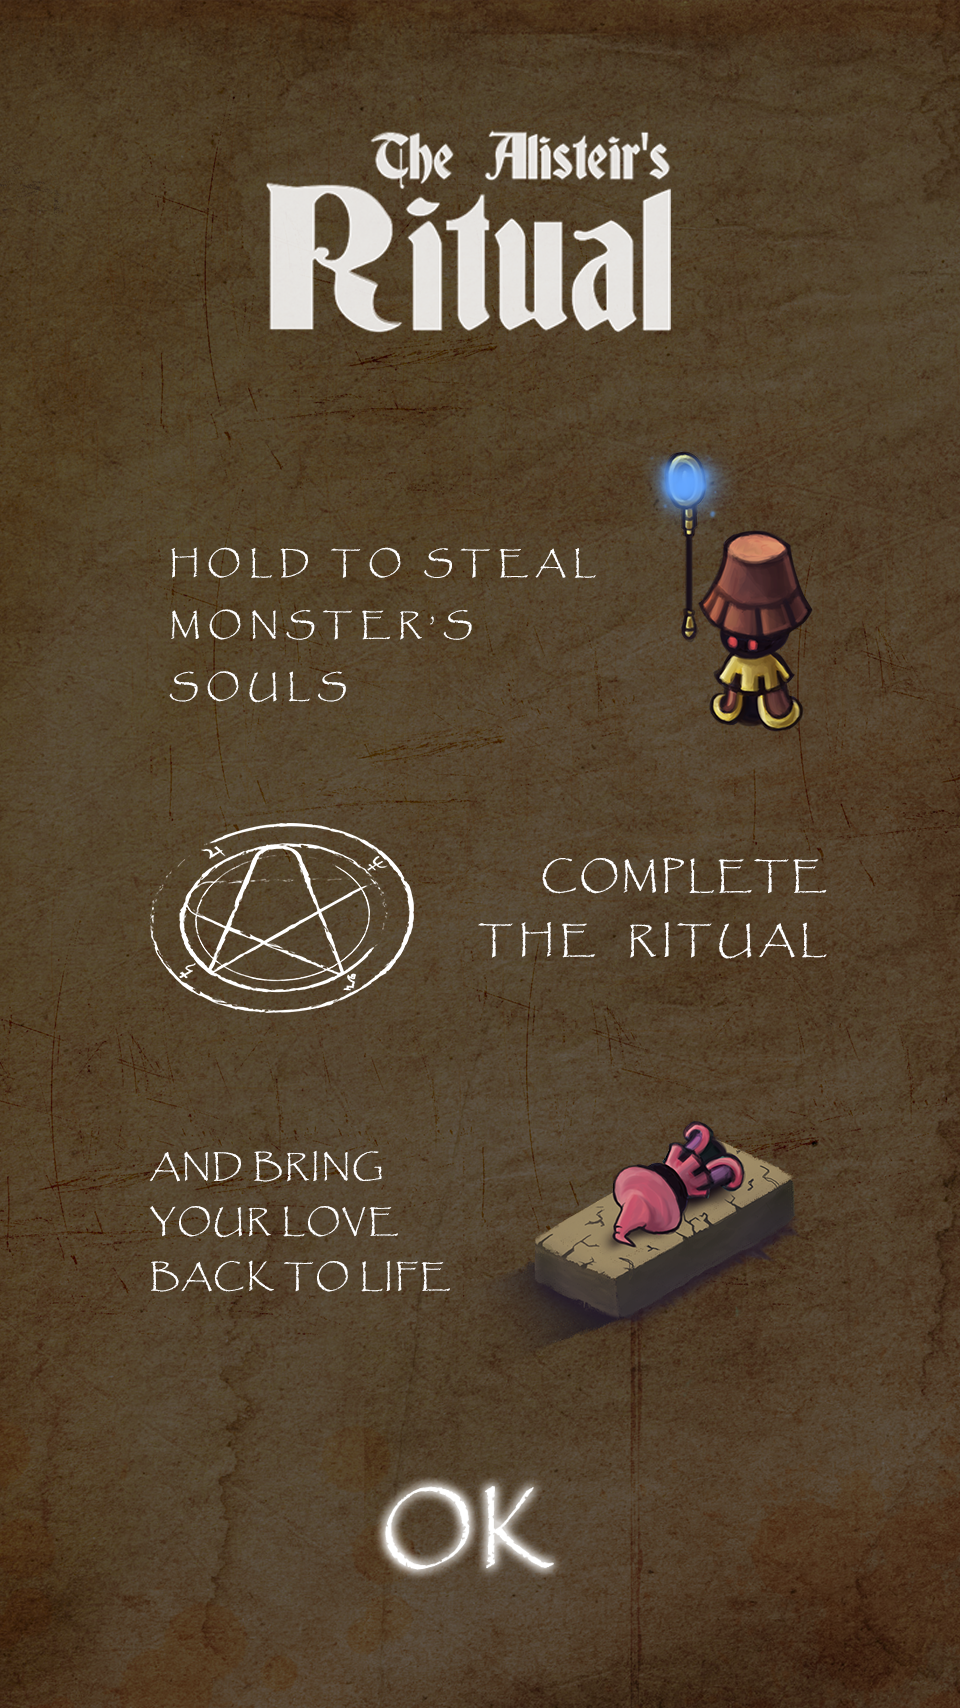 The Alisteir's
Ritual
HOLD TO STEAL
MONSTER'S
SOULS
COMPLETE
THE RITUAL
AND BRING
YOUR LOVE
BACK TO LIFE
OK